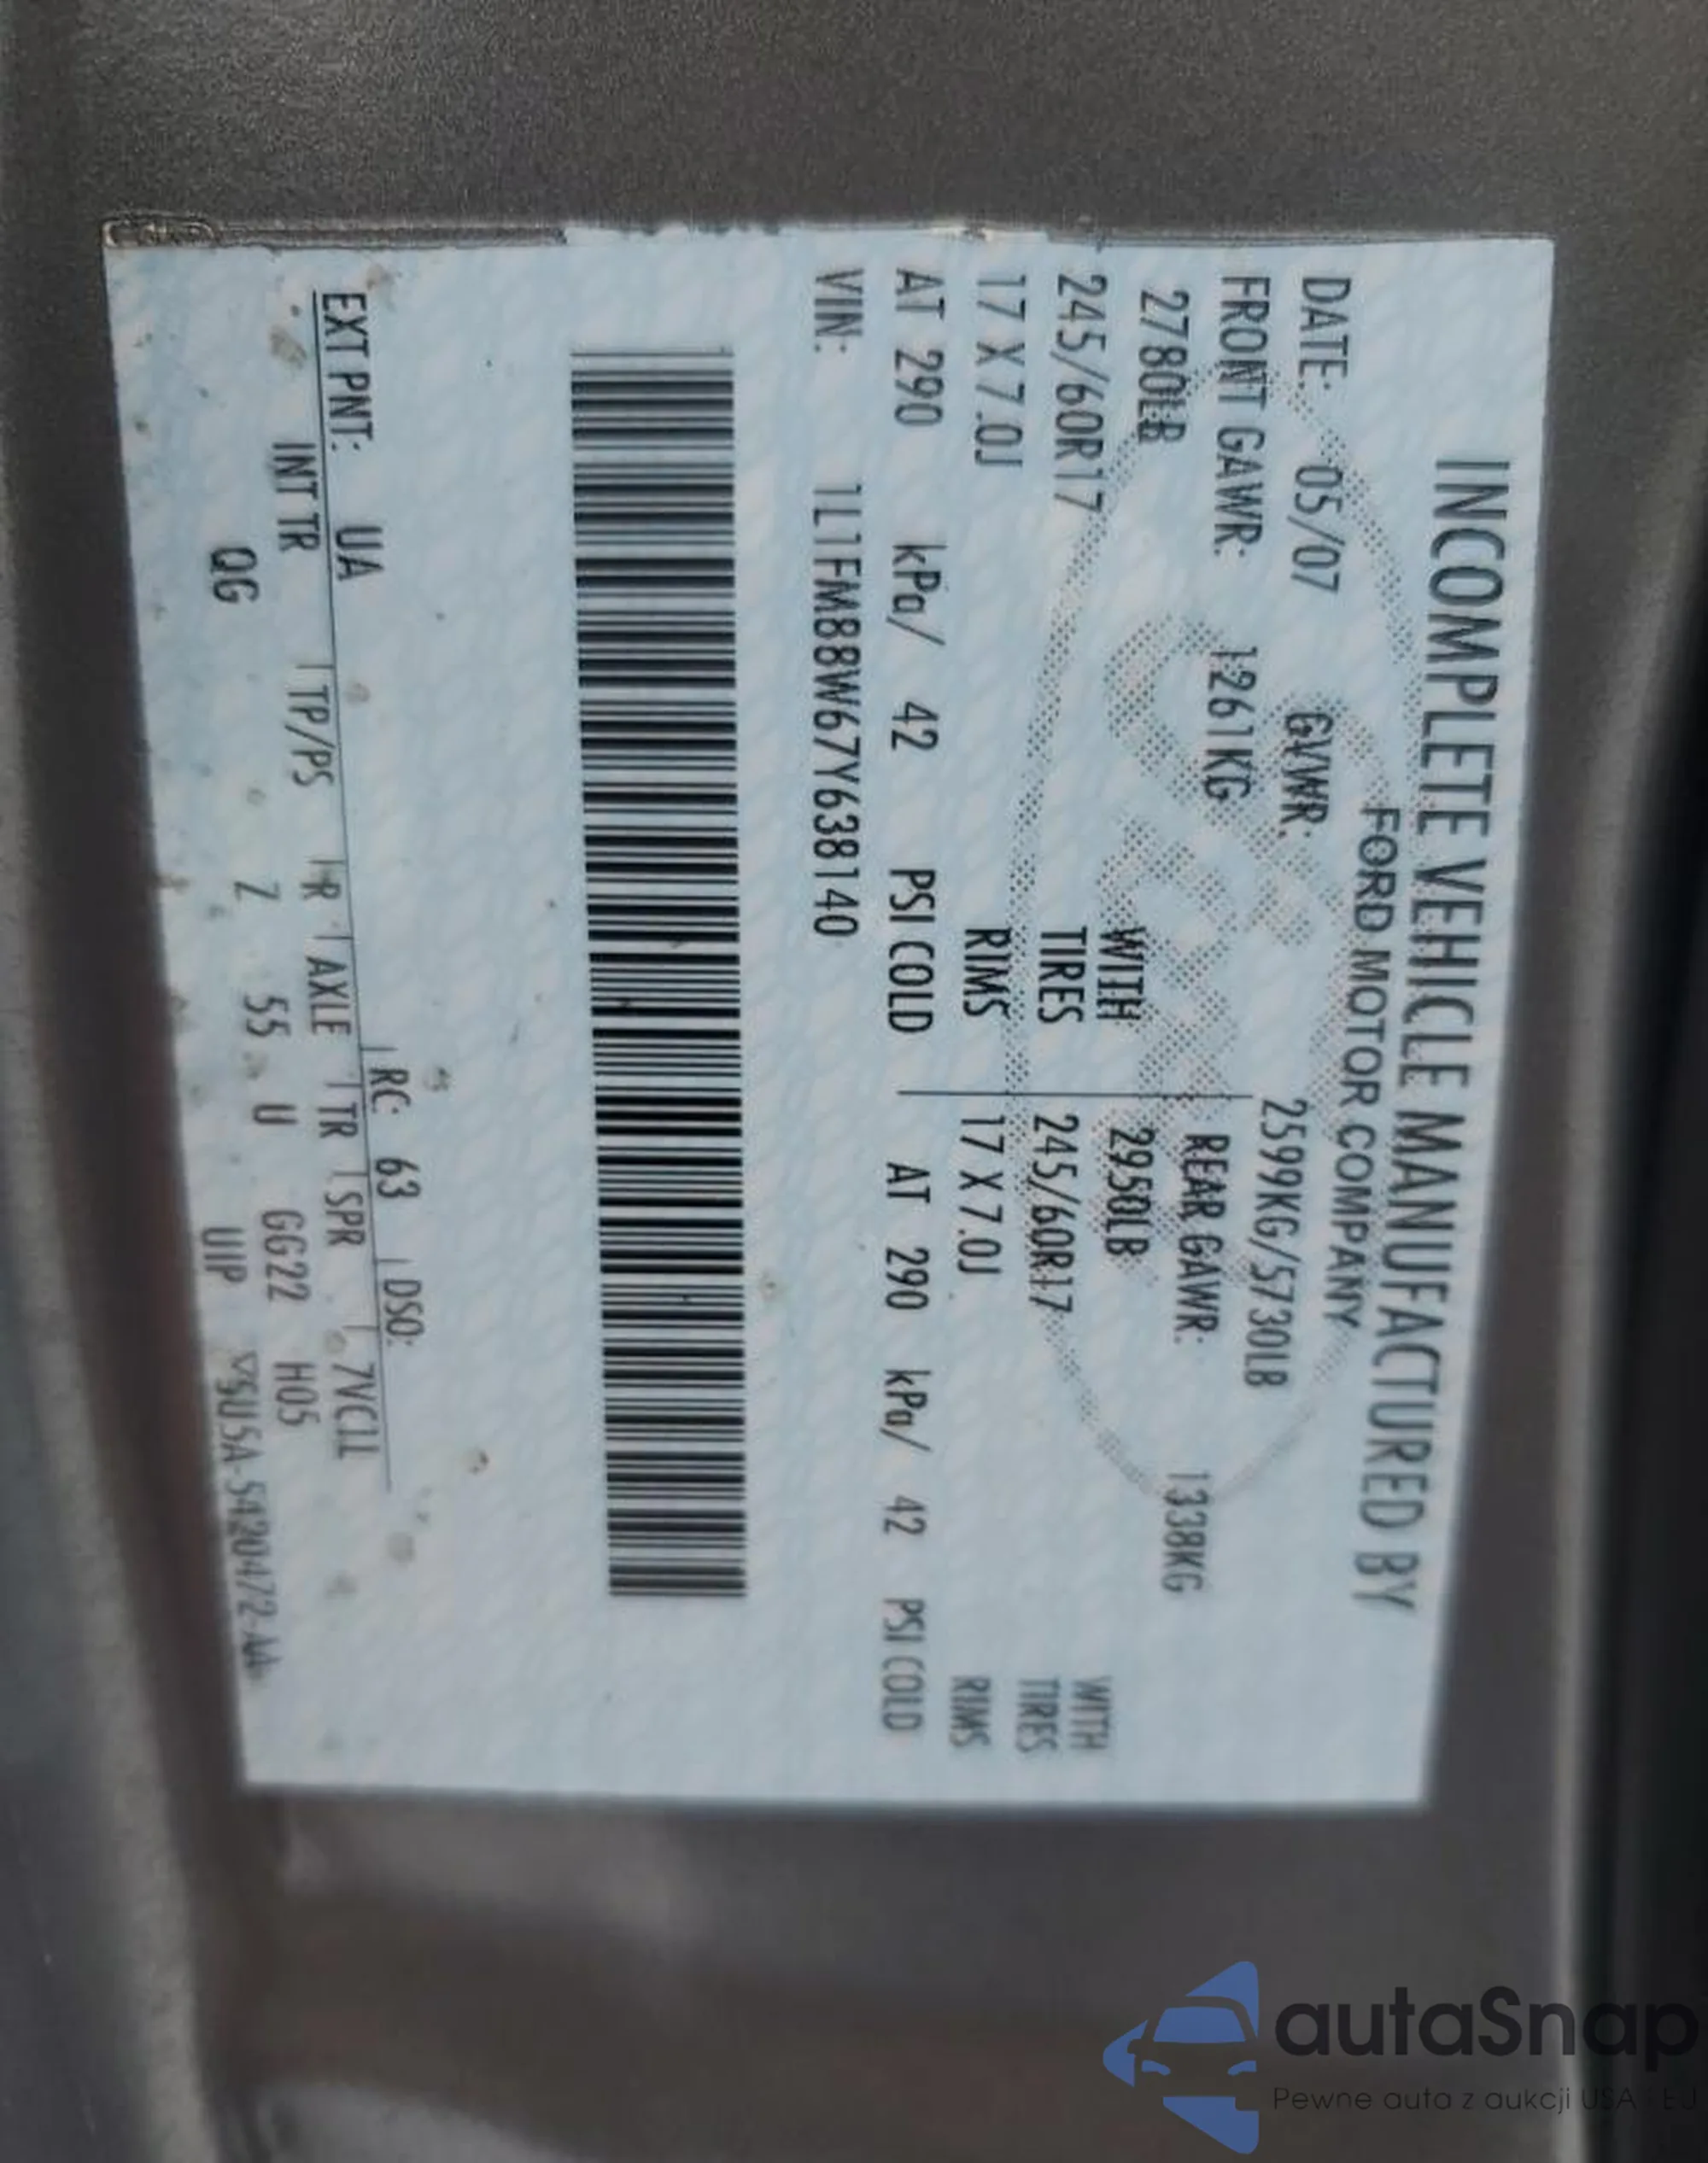 INCOMPLETE VEHICLE MANUFACTURED BY
FORD MOTOR COMPANY
DATE: 05/07 GVWR: 2599KG/5730LB
FRONT GAWR: 1261KG REAR GAWR: 1338KG
2780LB WITH 2950LB WITH
245/60R17 TIRES 245/60R17 TIRES
17 X 7.0J RIMS 17 X 7.0J RIMS
AT 290 kPa/ 42 PSI COLD AT 290 kPa/ 42 PSI COLD
VIN: 1L1FM88W67Y638140
EXT PNT: UA RC: 63 DSO:
INT TR TP/PS R AXLE TR SPR 7VC1L
QG Z 55 U GG22 H05
UIP
autaSnap
Pewne auta z aukcji USA